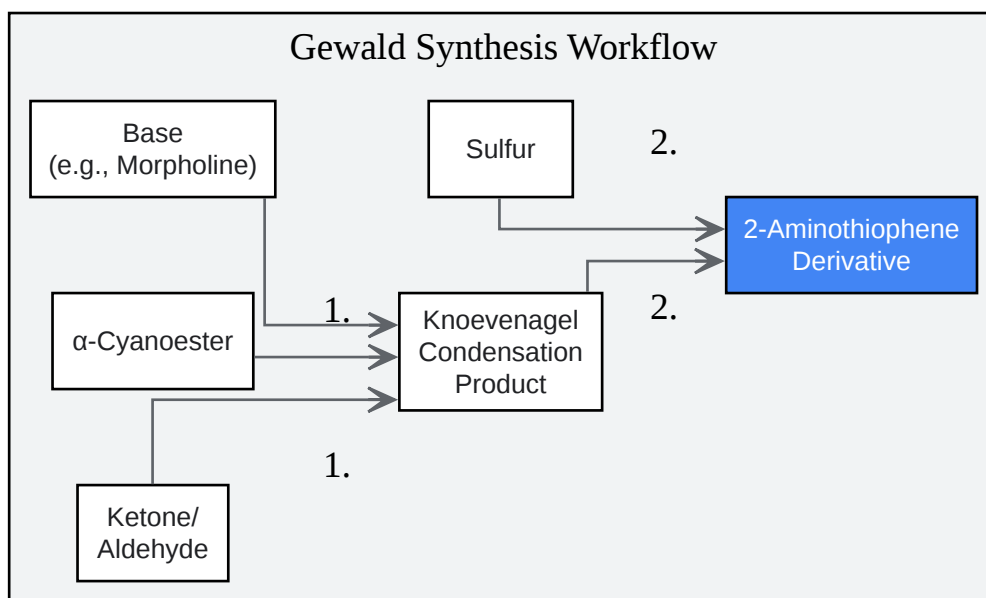 Gewald Synthesis Workflow
Base
(e.g., Morpholine)
Sulfur
2.
2-Aminothiophene
Derivative
α-Cyanoester
1.
Knoevenagel
Condensation
Product
2.
1.
Ketone/
Aldehyde